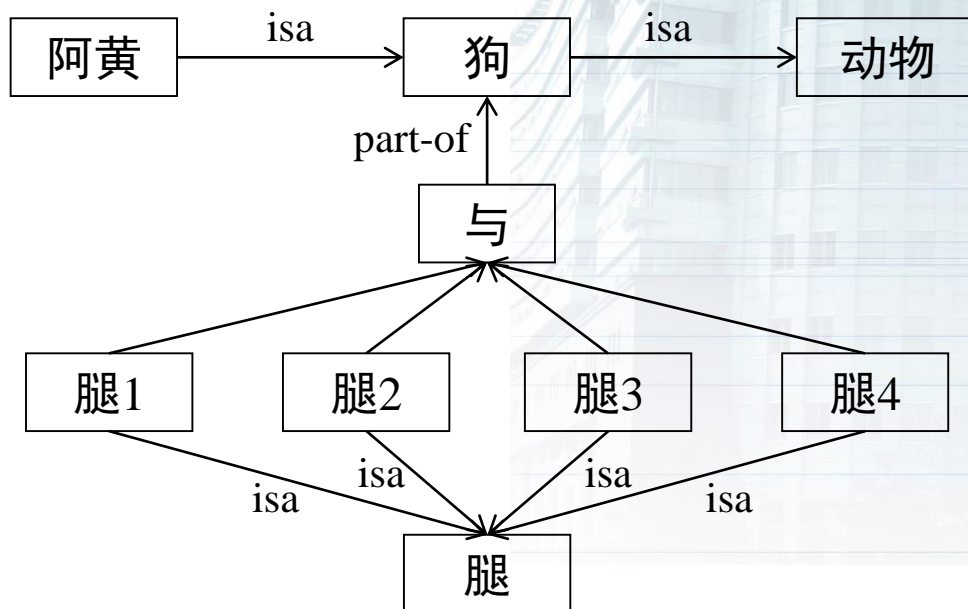 isa isa
阿黄 狗 动物
part-of
与
腿1 腿2 腿3 腿4
isa isa isa isa
腿